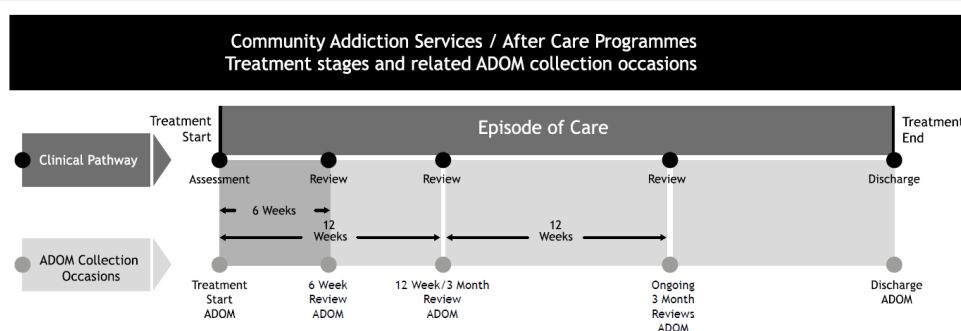 Community Addiction Services / After Care Programmes
Treatment stages and related ADOM collection occasions
Treatment
Start
Episode of Care
Treatment
End
Clinical Pathway
Assessment
Review
Review
Review
Discharge
6 Weeks
12
Weeks
12
Weeks
ADOM Collection
Occasions
Treatment
Start
ADOM
6 Week
Review
ADOM
12 Week/3 Month
Review
ADOM
Ongoing
3 Month
Reviews
ADOM
Discharge
ADOM